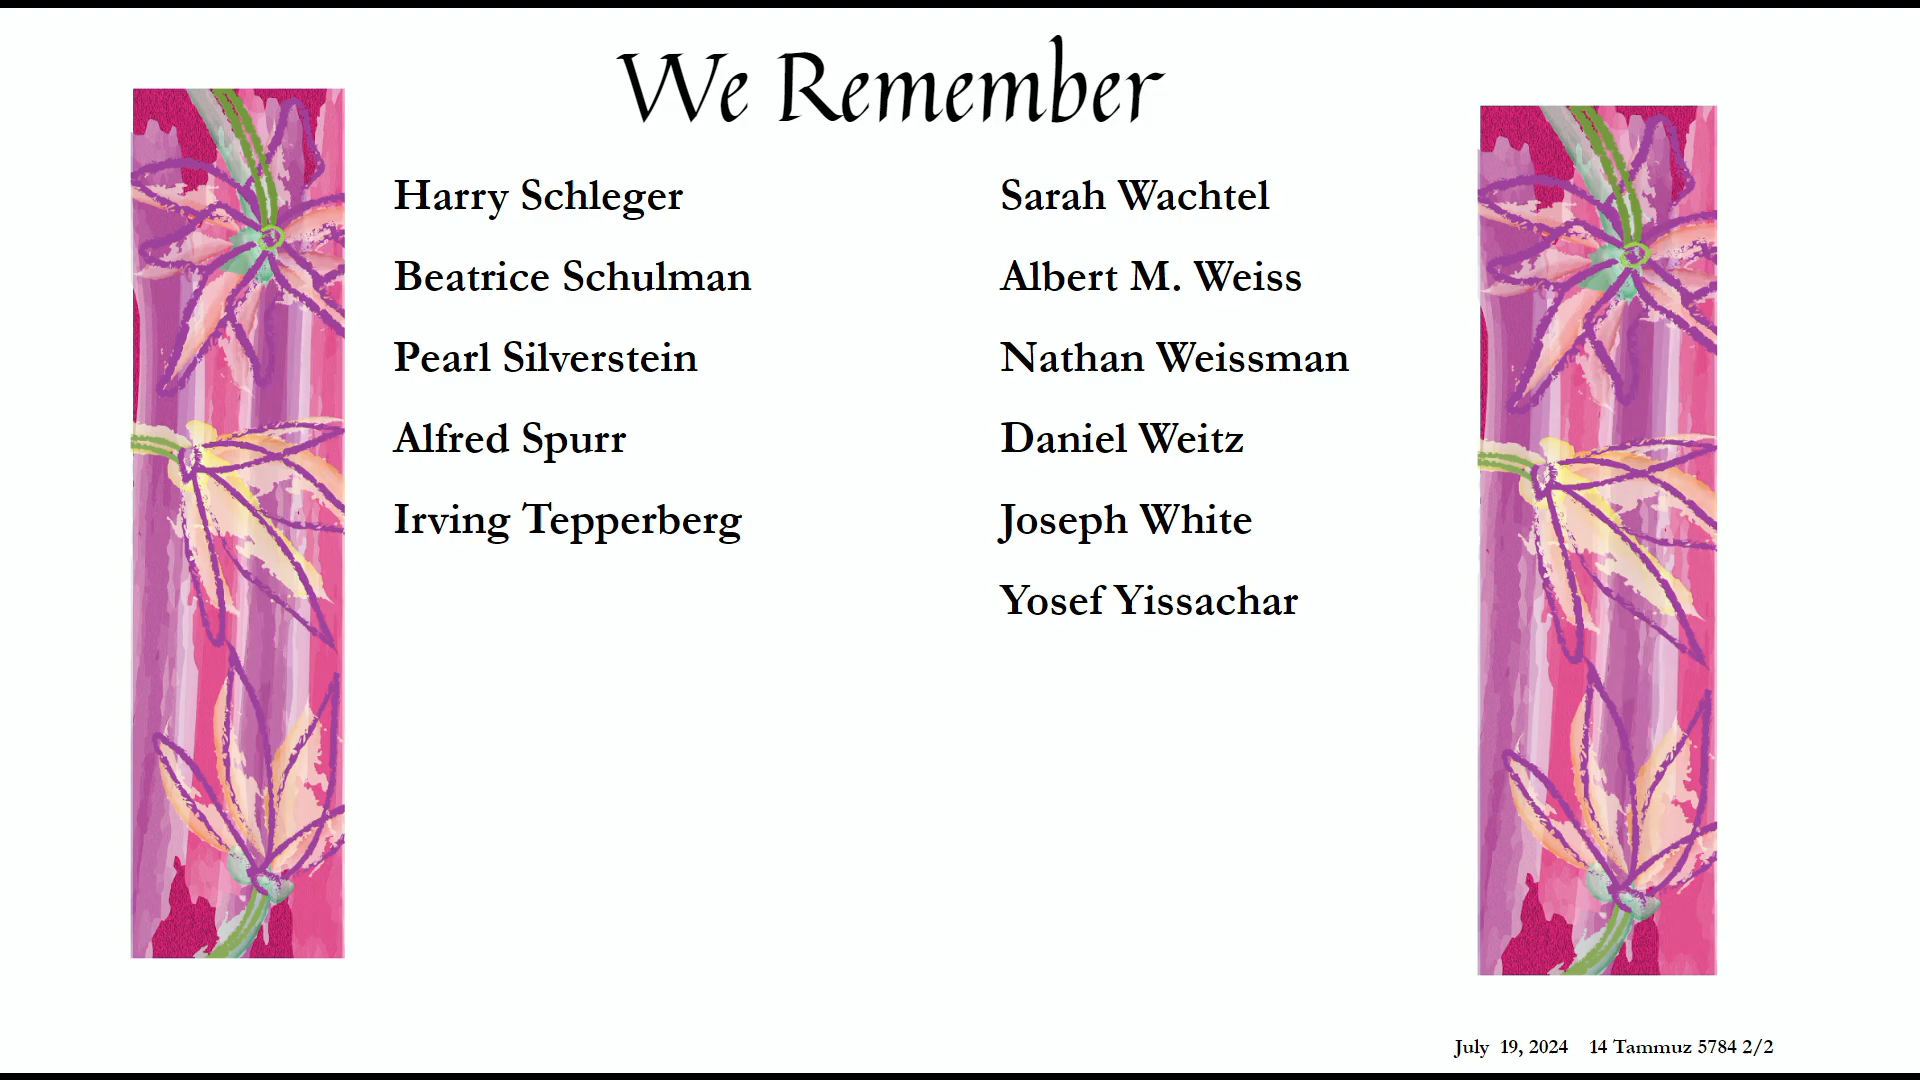 We Remember
Harry Schleger
Beatrice Schulman
Pearl Silverstein
Alfred Spurr
Irving Tepperberg
Sarah Wachtel
Albert M. Weiss
Nathan Weissman
Daniel Weitz
Joseph White
Yosef Yissachar
July 19, 2024 14 Tammuz 5784 2/2